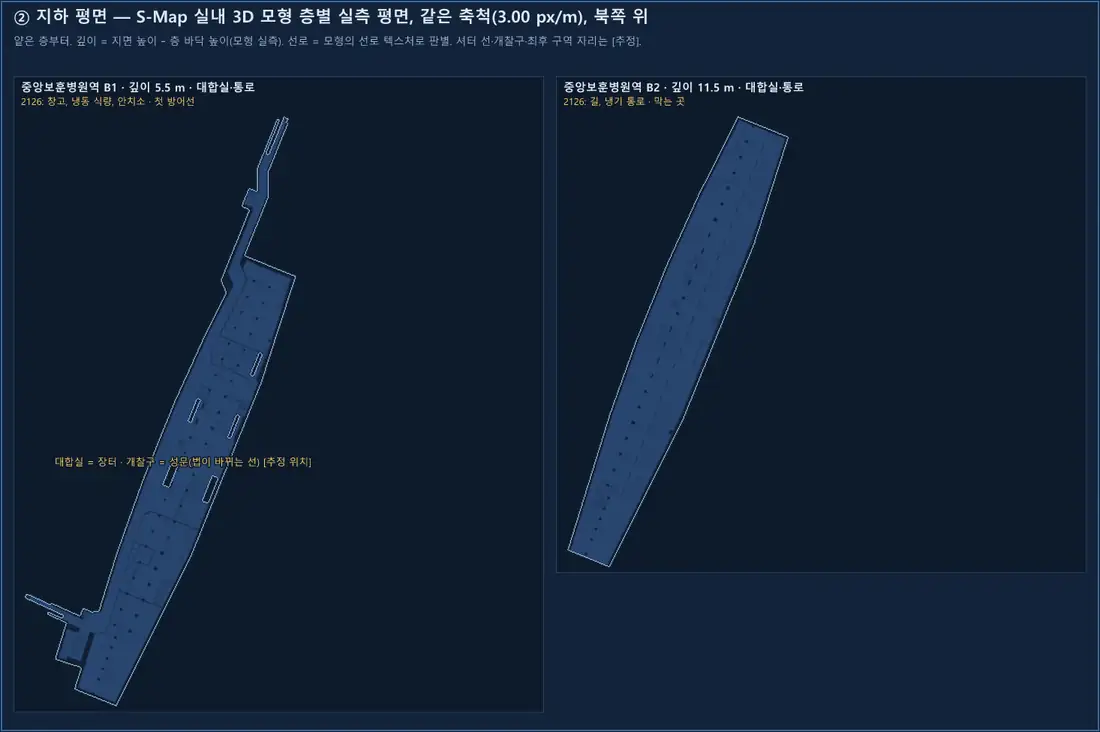 ② 지하 평면 — S-Map 실내 3D 모형 층별 실측 평면, 같은 축척(3.00 px/m), 북쪽 위
얕은 층부터. 깊이 = 지면 높이 - 층 바닥 높이(모형 실측). 선로 = 모형의 선로 텍스처로 판별. 셔터 선·개찰구·최후 구역 자리는 [추정].
중앙보훈병원역 B1 · 깊이 5.5 m · 대합실·통로
2126: 창고, 냉동 식량, 안치소 · 첫 방어선
대합실 = 장터 · 개찰구 = 성문(법이 바뀌는 선) [추정 위치]
중앙보훈병원역 B2 · 깊이 11.5 m · 대합실·통로
2126: 길, 냉기 통로 · 막는 곳